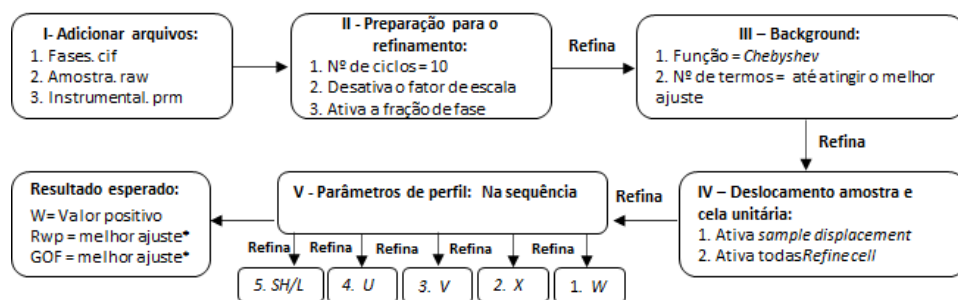 I- Adicionar arquivos:
1. Fases. cif
2. Amostra. raw
3. Instrumental. prm
II - Preparação para o
refinamento:
1. Nº de ciclos = 10
2. Desativa o fator de escala
3. Ativa a fração de fase
Refina
III – Background:
1. Função = Chebyshev
2. Nº de termos = até atingir o melhor
ajuste
Refina
IV – Deslocamento amostra e
cela unitária:
1. Ativa sample displacement
2. Ativa todas Refine cell
Refina
V - Parâmetros de perfil: Na sequência
Refina Refina Refina Refina Refina
5. SH/L 4. U 3. V 2. X 1. W
Resultado esperado:
W= Valor positivo
Rwp = melhor ajuste*
GOF = melhor ajuste*